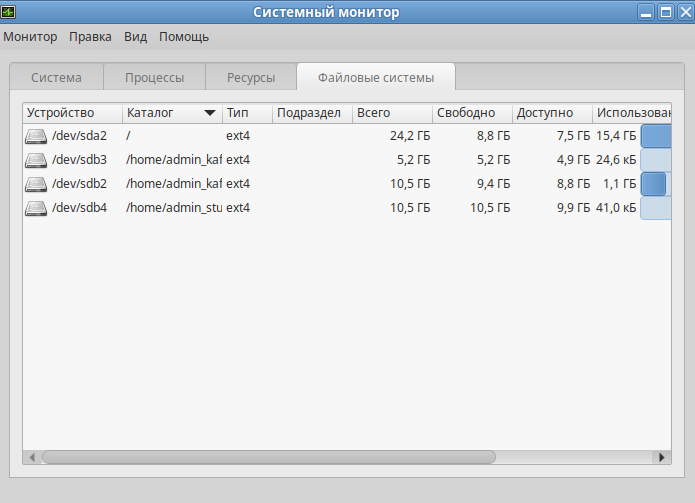 Системный монитор
Монитор Правка Вид Помощь
Система Процессы Ресурсы Файловые системы
Устройство Каталог Тип Подраздел Всего Свободно Доступно Использован
/dev/sda2 / ext4 24,2 ГБ 8,8 ГБ 7,5 ГБ 15,4 ГБ
/dev/sdb3 /home/admin_kaf ext4 5,2 ГБ 5,2 ГБ 4,9 ГБ 24,6 кБ
/dev/sdb2 /home/admin_kaf ext4 10,5 ГБ 9,4 ГБ 8,8 ГБ 1,1 ГБ
/dev/sdb4 /home/admin_stu ext4 10,5 ГБ 10,5 ГБ 9,9 ГБ 41,0 кБ